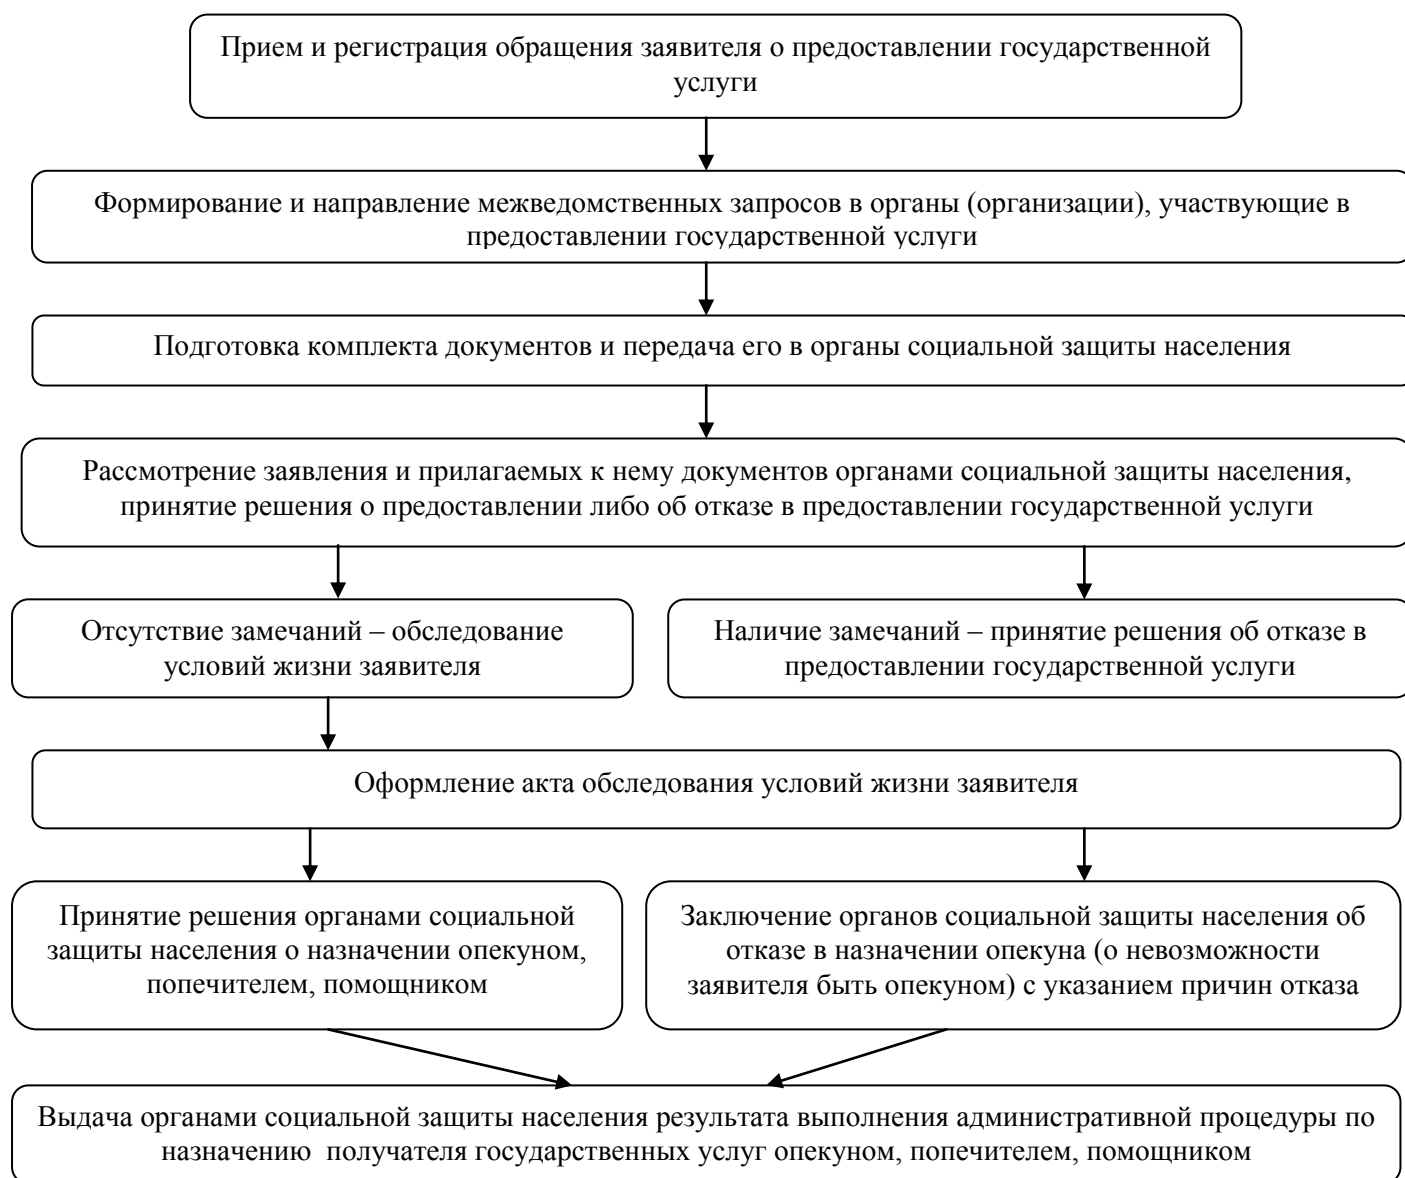 Прием и регистрация обращения заявителя о предоставлении государственной
услуги
Формирование и направление межведомственных запросов в органы (организации), участвующие в
предоставлении государственной услуги
Подготовка комплекта документов и передача его в органы социальной защиты населения
Рассмотрение заявления и прилагаемых к нему документов органами социальной защиты населения,
принятие решения о предоставлении либо об отказе в предоставлении государственной услуги
Отсутствие замечаний – обследование
условий жизни заявителя
Наличие замечаний – принятие решения об отказе в
предоставлении государственной услуги
Оформление акта обследования условий жизни заявителя
Принятие решения органами социальной
защиты населения о назначении опекуном,
попечителем, помощником
Заключение органов социальной защиты населения об
отказе в назначении опекуна (о невозможности
заявителя быть опекуном) с указанием причин отказа
Выдача органами социальной защиты населения результата выполнения административной процедуры по
назначению получателя государственных услуг опекуном, попечителем, помощником